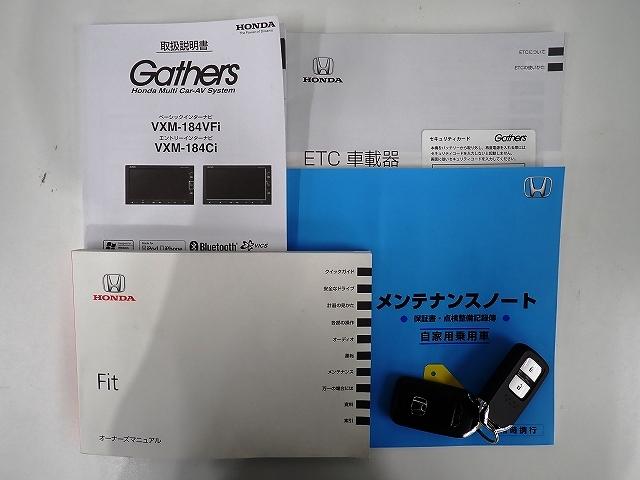 取扱説明書
HONDA
The Power of Dreams
Gathers
Honda Multi Car-AV System
ベーシックインターナビ
VXM-184VFi
エントリーインターナビ
VXM-184Ci
Bluetooth
VICS
HONDA
ETCについて
ETCの使いかた
ETC 車載器
セキュリティカード
Gathers
HONDA
Fit
オーナーズマニュアル
クイックガイド
安全なドライブ
計器の見かた
各部の操作
オーディオ
運転
メンテナンス
万一の場合には
資料
索引
メンテナンスノート
保証書・点検整備記録簿
自家用乗用車
携行